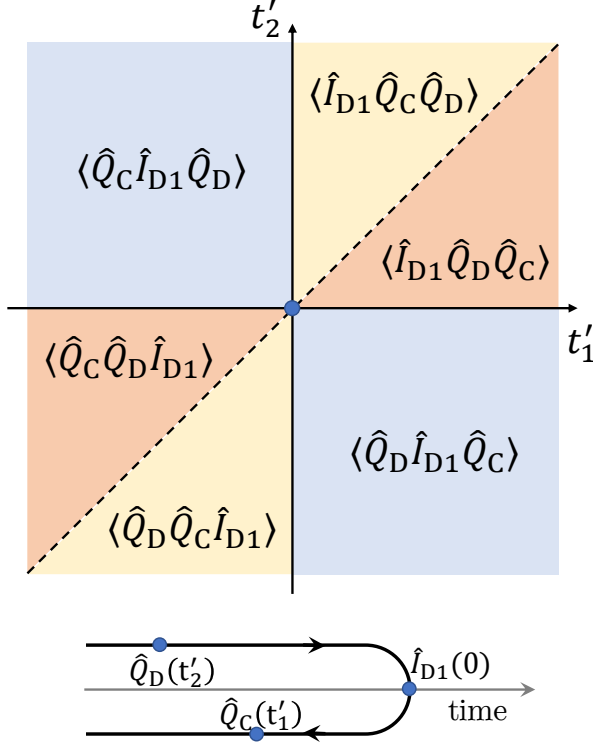 t′₂
⟨Î_D1 Q̂_C Q̂_D⟩
⟨Q̂_C Î_D1 Q̂_D⟩
⟨Î_D1 Q̂_D Q̂_C⟩
t′₁
⟨Q̂_C Q̂_D Î_D1⟩
⟨Q̂_D Î_D1 Q̂_C⟩
⟨Q̂_D Q̂_C Î_D1⟩
Q̂_D(t′₂)
Î_D1(0)
Q̂_C(t′₁)
time